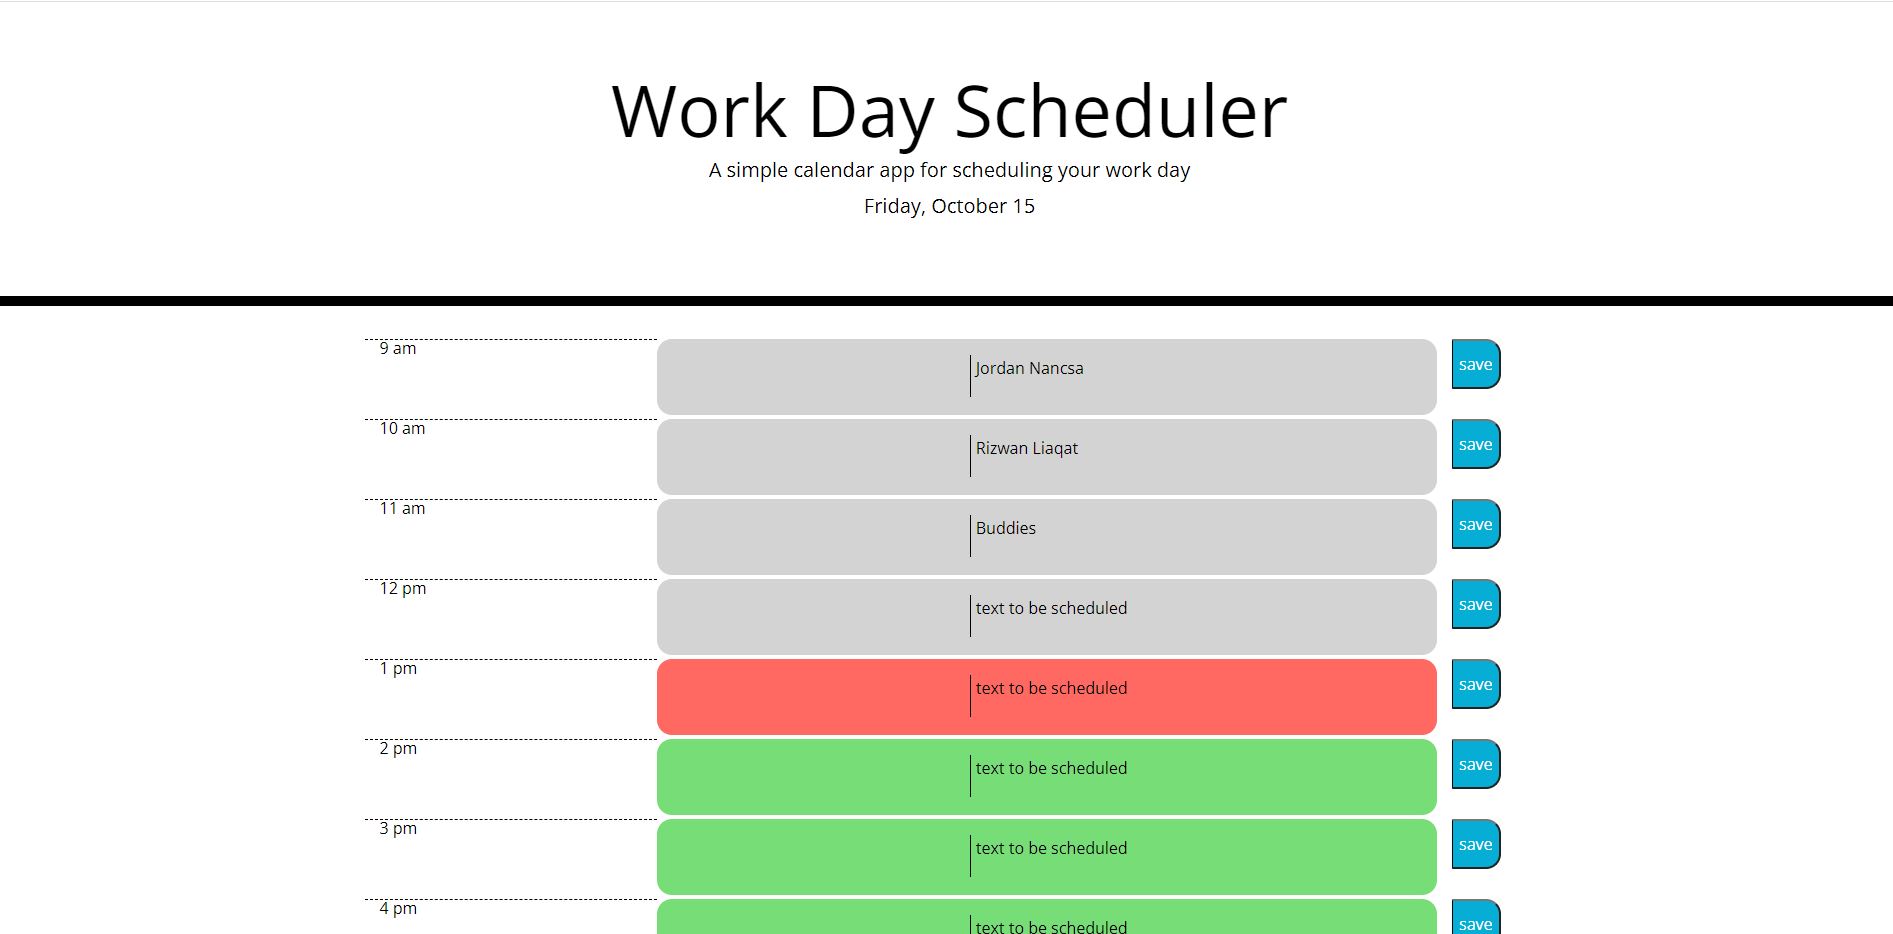 Work Day Scheduler
A simple calendar app for scheduling your work day
Friday, October 15
9 am Jordan Nancsa save
10 am Rizwan Liaqat save
11 am Buddies save
12 pm text to be scheduled save
1 pm text to be scheduled save
2 pm text to be scheduled save
3 pm text to be scheduled save
4 pm text to be scheduled save